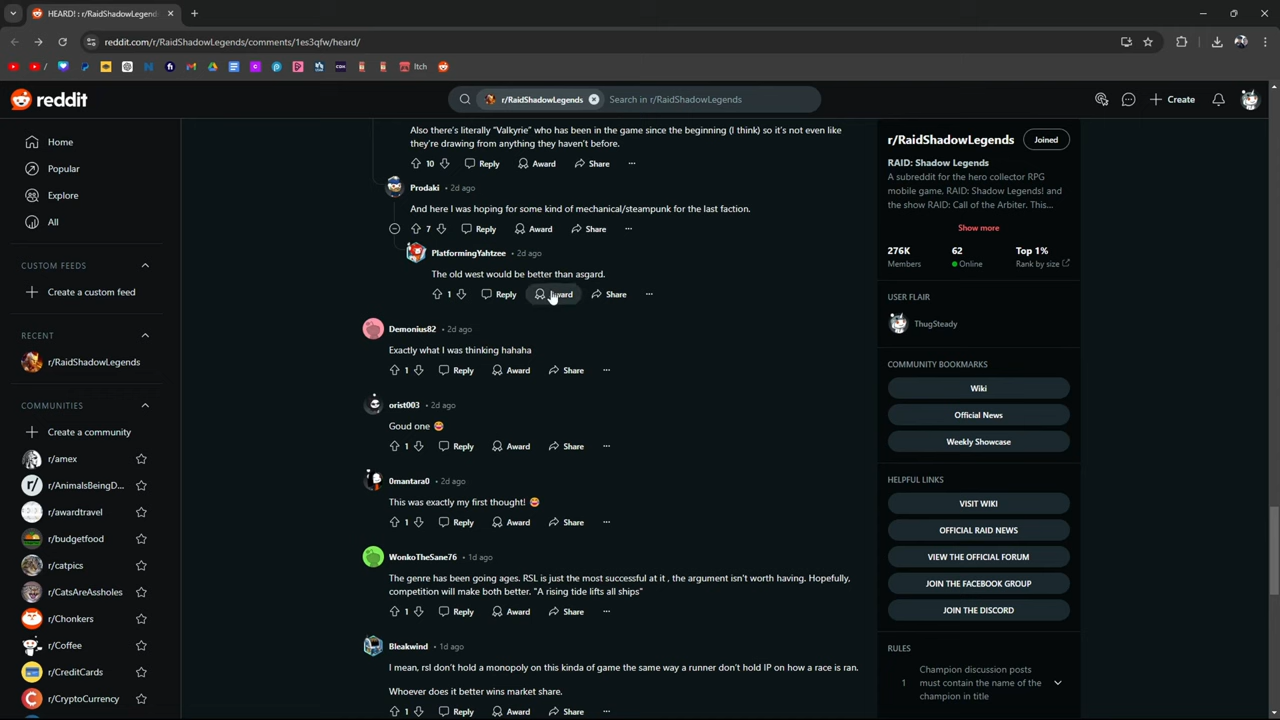 HEARD! : r/RaidShadowLegends
reddit.com/r/RaidShadowLegends/comments/1es3qfw/heard/
Itch
reddit
r/RaidShadowLegends
Search in r/RaidShadowLegends
Create
Home
Popular
Explore
All
CUSTOM FEEDS
Create a custom feed
RECENT
r/RaidShadowLegends
COMMUNITIES
Create a community
r/amex
r/AnimalsBeingD...
r/awardtravel
r/budgetfood
r/catpics
r/CatsAreAssholes
r/Chonkers
r/Coffee
r/CreditCards
r/CryptoCurrency
Also there's literally "Valkyrie" who has been in the game since the beginning (I think) so it's not even like
they're drawing from anything they haven't before.
10 Reply Award Share
Prodaki • 2d ago
And here I was hoping for some kind of mechanical/steampunk for the last faction.
7 Reply Award Share
PlatformingYahtzee • 2d ago
The old west would be better than asgard.
1 Reply Award Share
Demonius82 • 2d ago
Exactly what I was thinking hahaha
1 Reply Award Share
orist003 • 2d ago
Goud one 😂
1 Reply Award Share
0mantara0 • 2d ago
This was exactly my first thought! 😂
1 Reply Award Share
WonkoTheSane76 • 1d ago
The genre has been going ages. RSL is just the most successful at it , the argument isn't worth having. Hopefully,
competition will make both better. "A rising tide lifts all ships"
1 Reply Award Share
Bleakwind • 1d ago
I mean, rsl don't hold a monopoly on this kinda of game the same way a runner don't hold IP on how a race is ran.
Whoever does it better wins market share.
1 Reply Award Share
r/RaidShadowLegends Joined
RAID: Shadow Legends
A subreddit for the hero collector RPG
mobile game, RAID: Shadow Legends! and
the show RAID: Call of the Arbiter. This...
Show more
276K 62 Top 1%
Members Online Rank by size
USER FLAIR
ThugSteady
COMMUNITY BOOKMARKS
Wiki
Official News
Weekly Showcase
HELPFUL LINKS
VISIT WIKI
OFFICIAL RAID NEWS
VIEW THE OFFICIAL FORUM
JOIN THE FACEBOOK GROUP
JOIN THE DISCORD
RULES
Champion discussion posts
1 must contain the name of the
champion in title